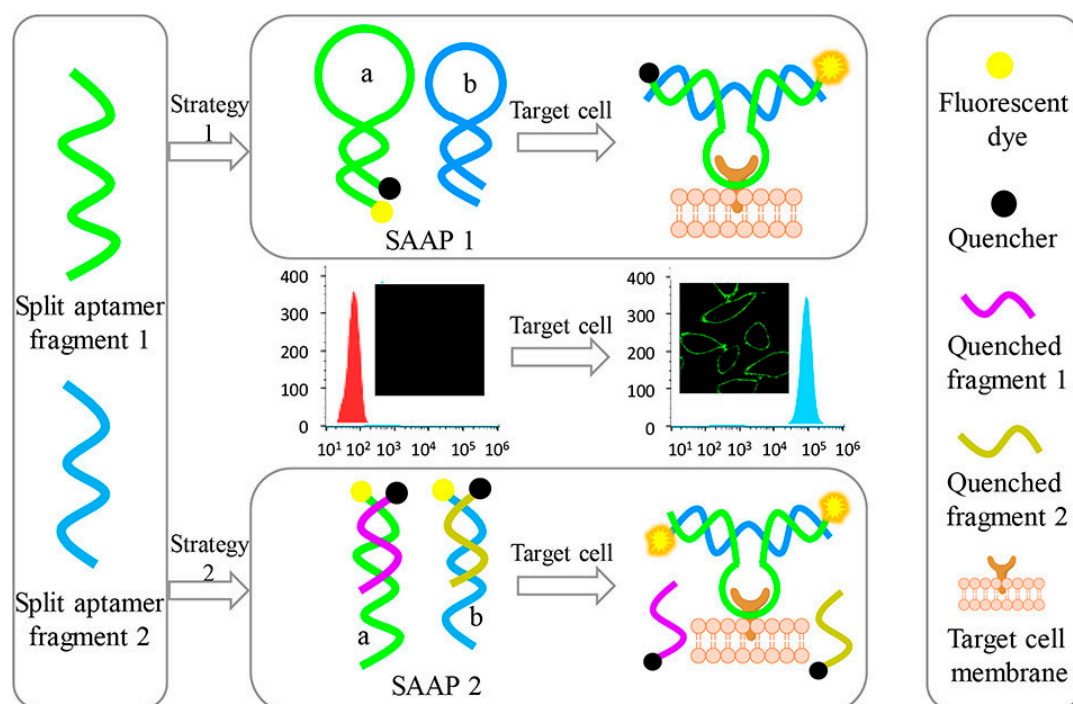 Split aptamer
fragment 1
Split aptamer
fragment 2
Strategy
1
a
b
SAAP 1
Target cell
400
300
200
100
0
10¹ 10² 10³ 10⁴ 10⁵ 10⁶
Target cell
400
300
200
100
0
10¹ 10² 10³ 10⁴ 10⁵ 10⁶
Strategy
2
a
b
SAAP 2
Target cell
Fluorescent
dye
Quencher
Quenched
fragment 1
Quenched
fragment 2
Target cell
membrane